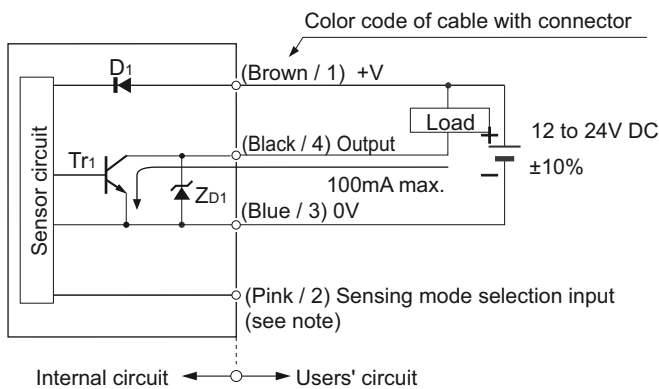 Color code of cable with connector
D1
(Brown / 1) +V
Load
+
12 to 24V DC
±10%
−
Sensor circuit
Tr1
(Black / 4) Output
100mA max.
ZD1
(Blue / 3) 0V
(Pink / 2) Sensing mode selection input
(see note)
Internal circuit
Users' circuit